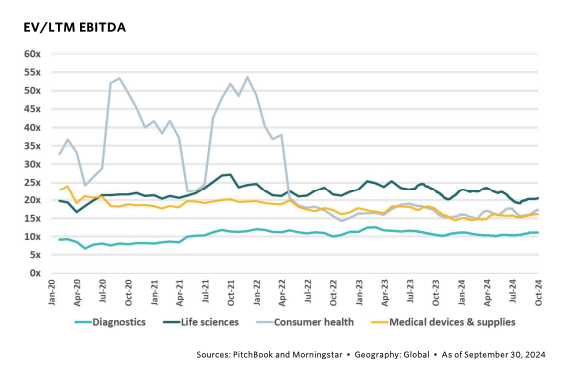 EV/LTM EBITDA
60x
55x
50x
45x
40x
35x
30x
25x
20x
15x
10x
5x
0x
Jan-20
Apr-20
Jul-20
Oct-20
Jan-21
Apr-21
Jul-21
Oct-21
Jan-22
Apr-22
Jul-22
Oct-22
Jan-23
Apr-23
Jul-23
Oct-23
Jan-24
Apr-24
Jul-24
Oct-24
Diagnostics Life sciences Consumer health Medical devices & supplies
Sources: PitchBook and Morningstar • Geography: Global • As of September 30, 2024